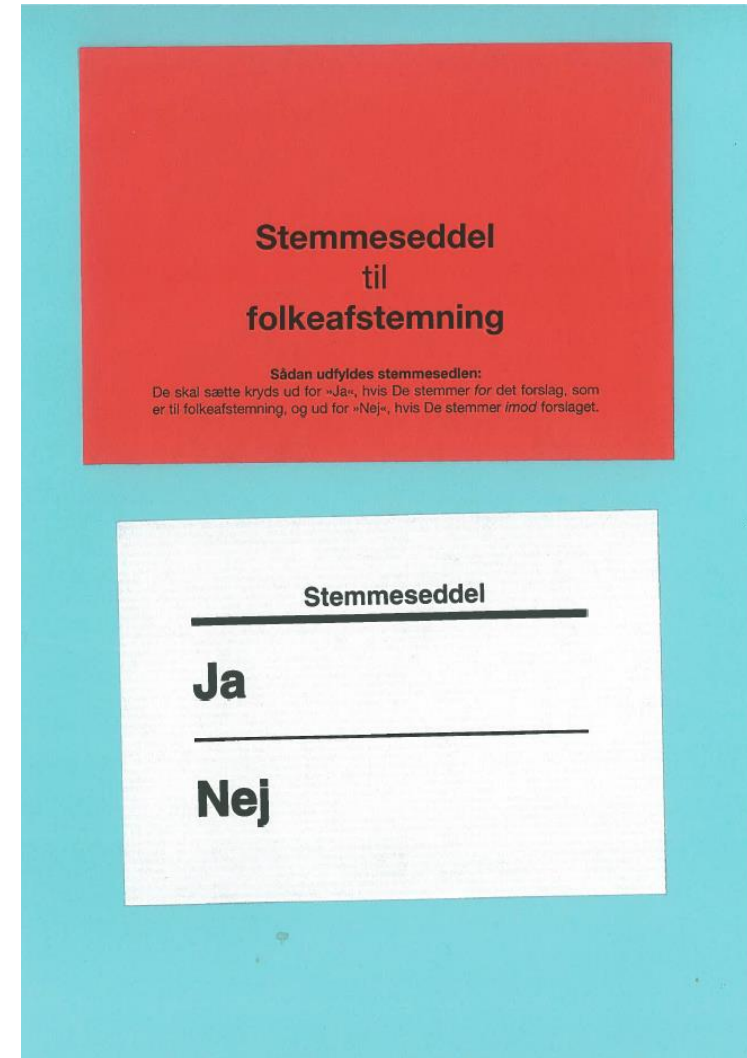 Stemmeseddel
til
folkeafstemning
Sådan udfyldes stemmesedlen:
De skal sætte kryds ud for »Ja«, hvis De stemmer for det forslag, som
er til folkeafstemning, og ud for »Nej«, hvis De stemmer imod forslaget.
Stemmeseddel
Ja
Nej